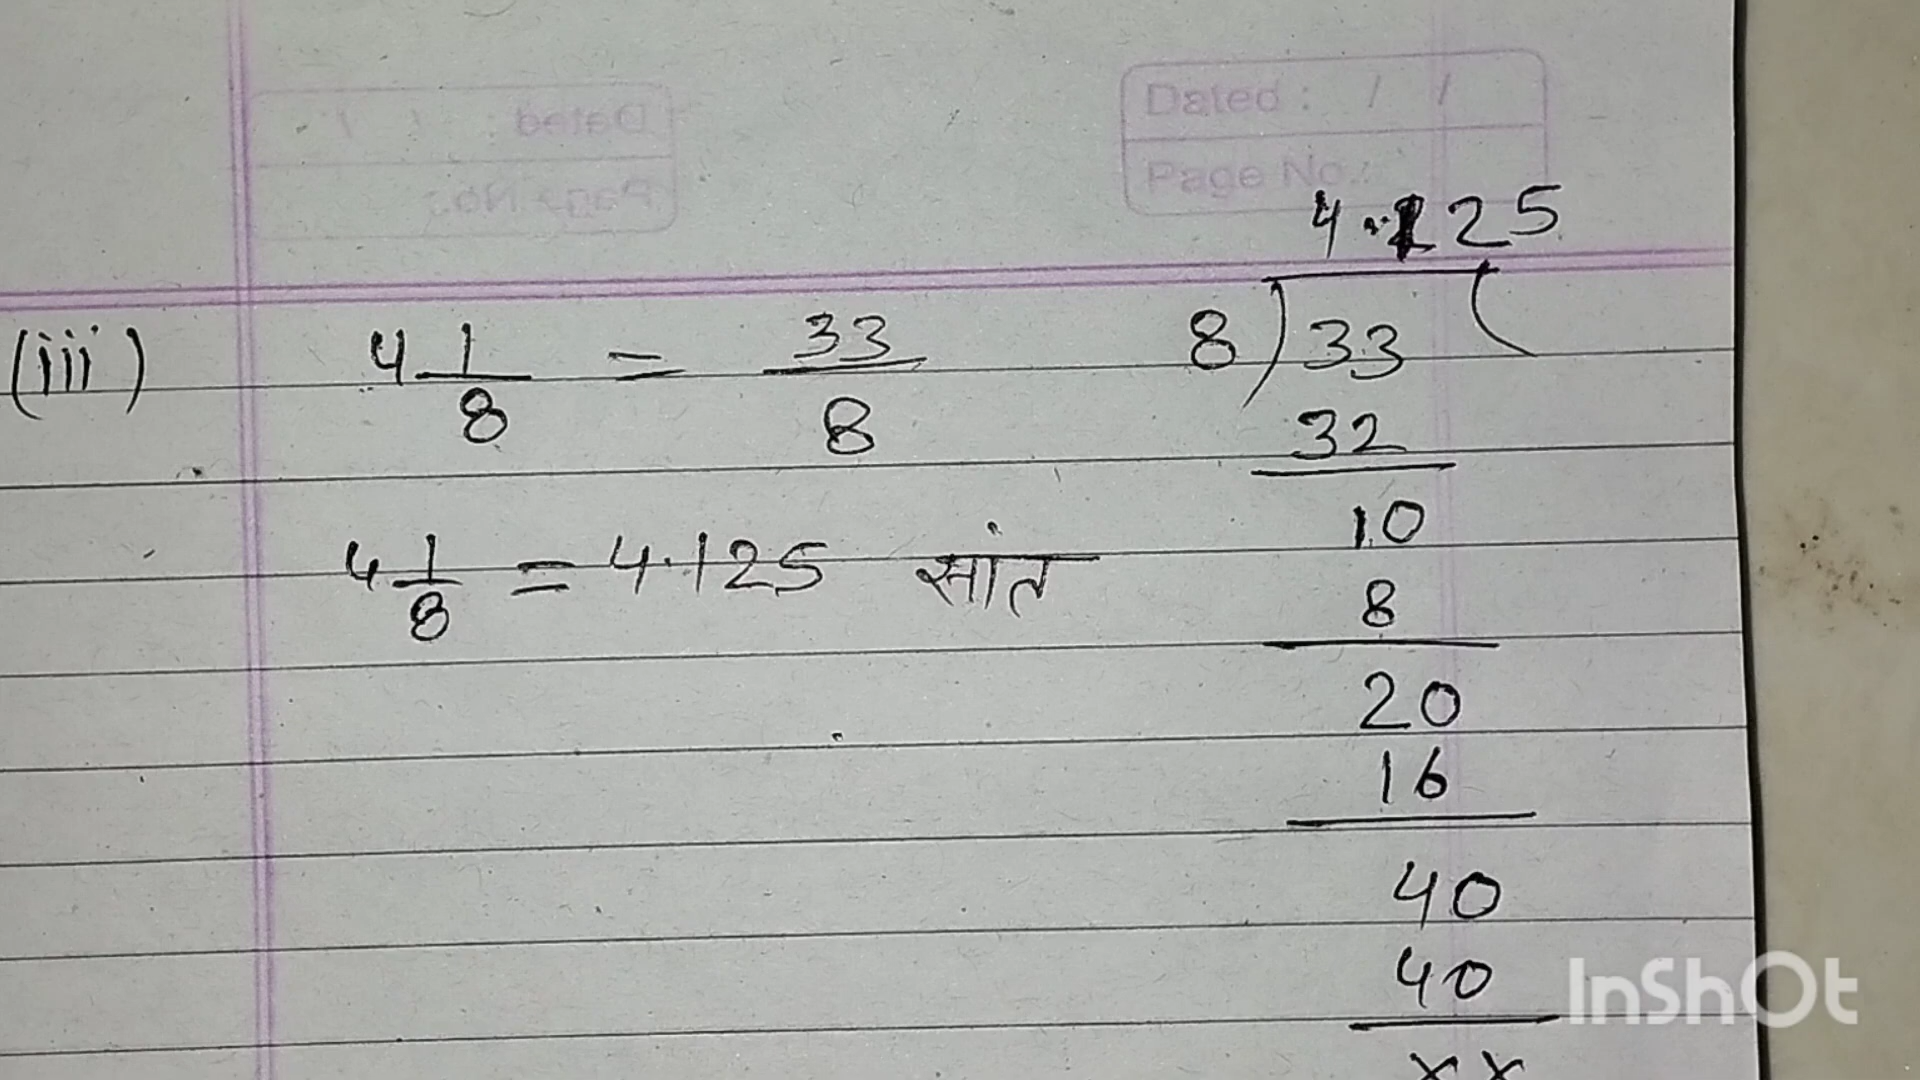 Dated : / /
Page No.:
4.125
(iii) 4 1/8 = 33/8 8)33(
32
10
8
4 1/8 = 4.125 सांत
20
16
40
40
xx
InShOt